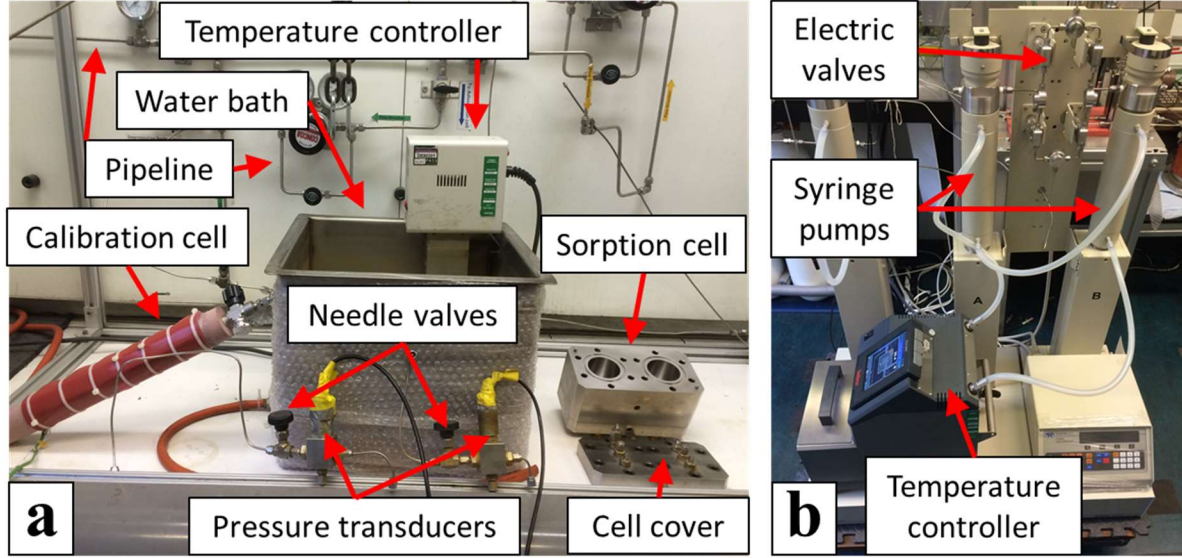 Temperature controller
Water bath
Pipeline
Calibration cell
Sorption cell
Needle valves
Pressure transducers
Cell cover
a
Electric
valves
Syringe
pumps
A
B
Temperature
controller
b